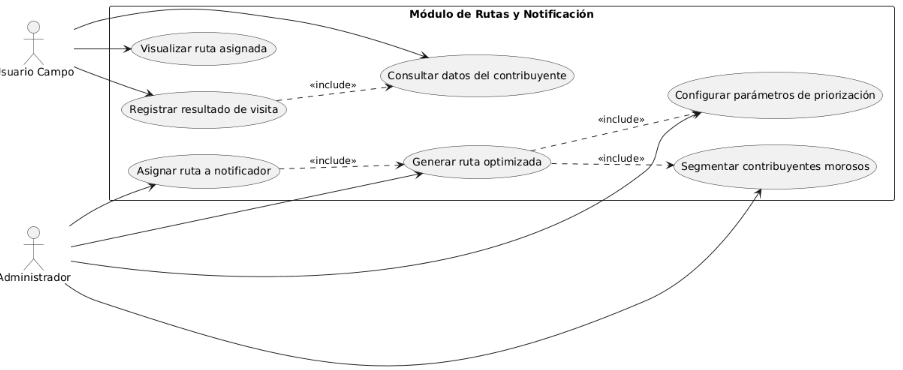 Módulo de Rutas y Notificación
Usuario Campo
Visualizar ruta asignada
Consultar datos del contribuyente
Registrar resultado de visita
«include»
Configurar parámetros de priorización
«include»
Asignar ruta a notificador
«include»
Generar ruta optimizada
«include»
Segmentar contribuyentes morosos
Administrador